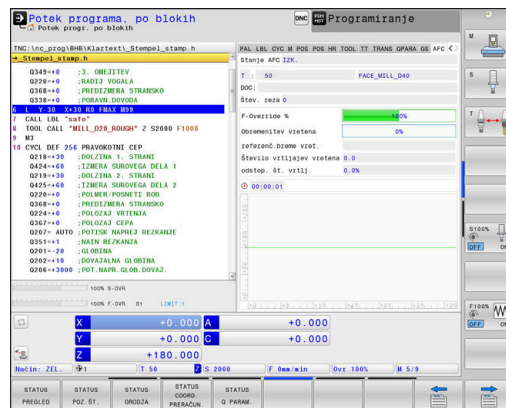 Potek programa, po blokih
Potek progr. po blokih
DNC
Programiranje
TNC:\nc_prog\BHB\Klartext\_Stempel_stamp.h
→_Stempel_stamp.h
Q349=+0 ;3. OMEJITEV
Q220=+0 ;RADIJ VOGALA
Q368=+0 ;PREDIZMERA STRANSKO
Q338=+0 ;PORAVN.DOVODA
6 L Y-30 X+30 R0 FMAX M99
7 CALL LBL "safe"
8 TOOL CALL "MILL_D20_ROUGH" Z S2000 F1000
9 M3
10 CYCL DEF 256 PRAVOKOTNI CEP
Q218=+30 ;DOLZINA 1. STRANI
Q424=+60 ;IZMERA SUROVEGA DELA 1
Q219=+30 ;DOLZINA 2. STRANI
Q425=+60 ;IZMERA SUROVEGA DELA 2
Q220=+0 ;POLMER/POSNETI ROB
Q368=+0 ;PREDIZMERA STRANSKO
Q224=+0 ;POLOZAJ VRTENJA
Q367=+0 ;POLOZAJ CEPA
Q207= AUTO ;POTISK NAPREJ REZKANJE
Q351=+1 ;NAIN REZKANJA
Q201=-20 ;GLOBINA
Q202=+10 ;DOVAJALNA GLOBINA
Q206=+3000 ;POT.NAPR.GLOB.DOVAJ.
100% S-OVR
100% F-OVR S1 LIMIT 1
PAL LBL CYC M POS POS HR TOOL TT TRANS QPARA GS AFC
Stanje AFC IZK.
T : 50 FACE_MILL_D40
DOC:
Štev. reza 0
F-Override % 100%
Obremenitev vretena 0%
referenč.breme vret.
Število vrtljajev vretena 0.0
odstop. št. vrtlj. 0.0%
00:00:01
X +0.000 A +0.000
Y +0.000 C +0.000
Z +180.000
Način: ŽEL. 1 T 50 Z S 2000 F 0mm/min Ovr 100% M 5/9
STATUS PREGLED
STATUS POZ.ŠT.
STATUS ORODJA
STATUS COORD. PRERAČUN.
STATUS Q PARAM.
M
S
T
S100%
OFF
F100%
OFF